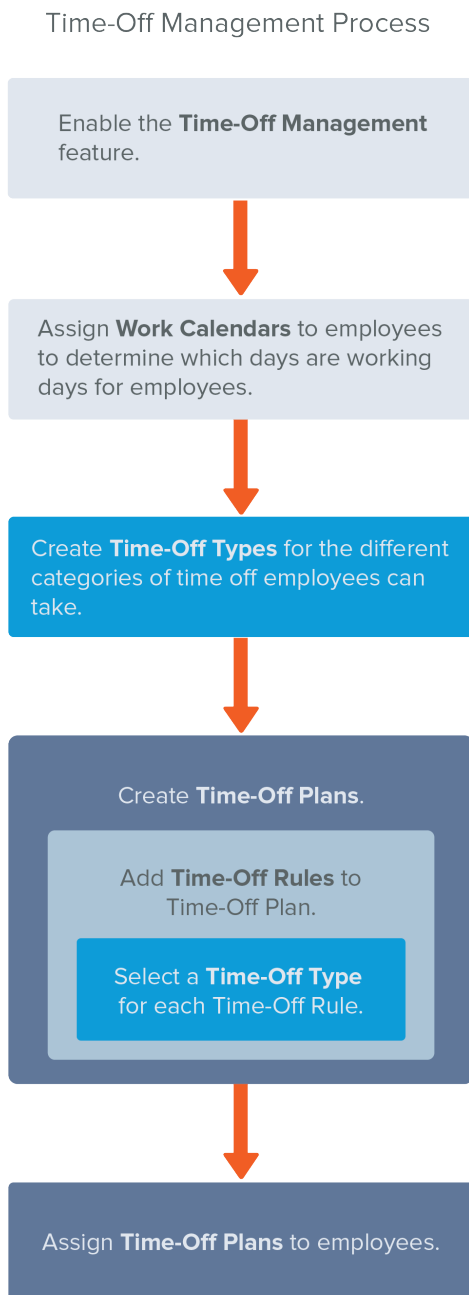 Time-Off Management Process
Enable the Time-Off Management
feature.
Assign Work Calendars to employees
to determine which days are working
days for employees.
Create Time-Off Types for the different
categories of time off employees can
take.
Create Time-Off Plans.
Add Time-Off Rules to
Time-Off Plan.
Select a Time-Off Type
for each Time-Off Rule.
Assign Time-Off Plans to employees.